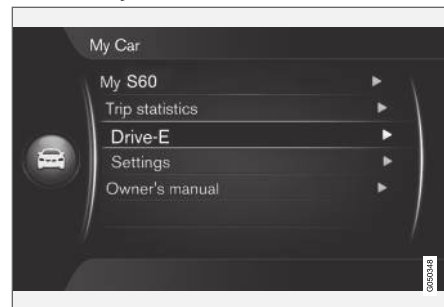 My Car
My S60
Trip statistics
Drive-E
Settings
Owner's manual
G050348